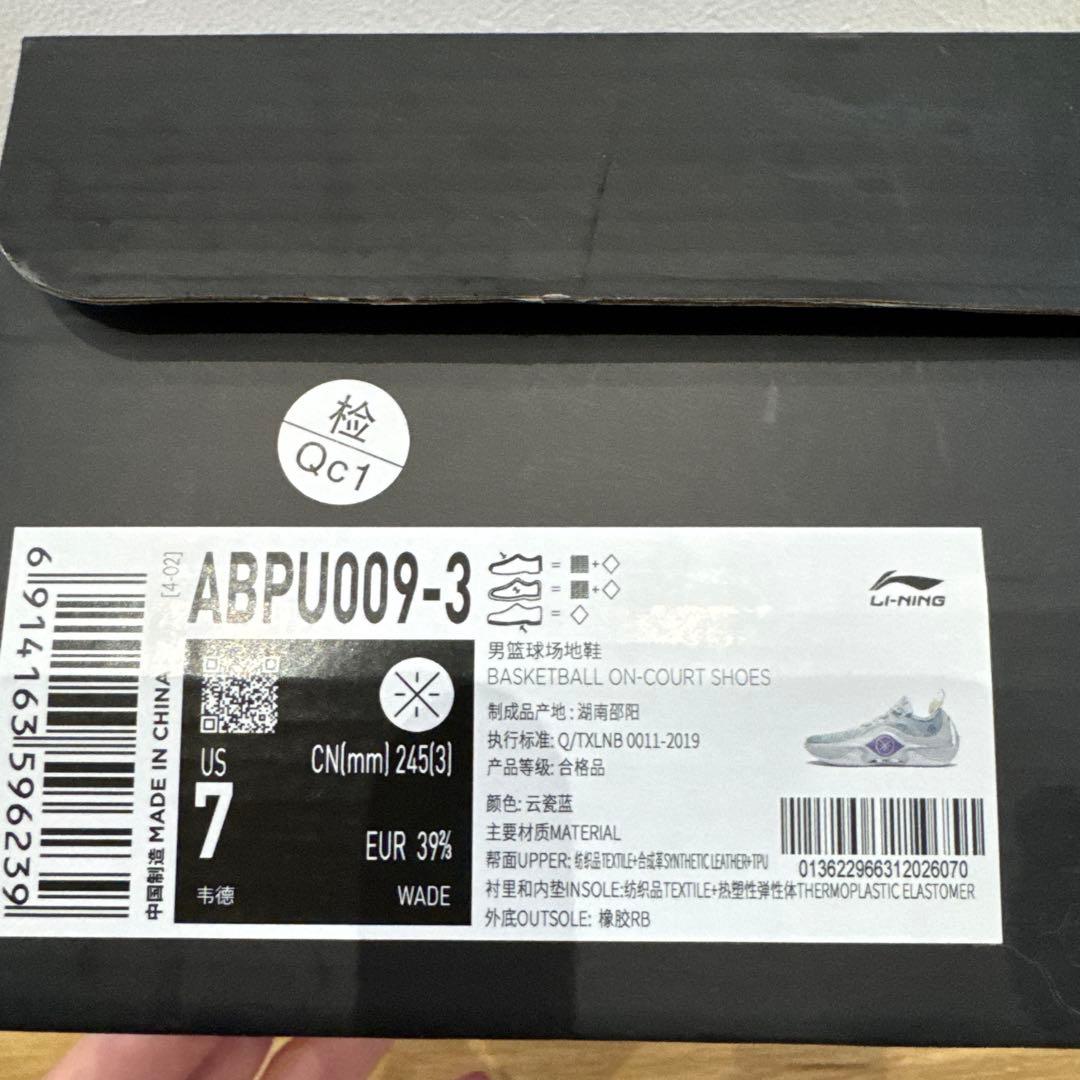 检
Qc1
6914163596239
中国制造 MADE IN CHINA
[4-02]
ABPU009-3
= +
= +
=
LI-NING
男篮球场地鞋
BASKETBALL ON-COURT SHOES
制成品产地: 湖南邵阳
执行标准: Q/TXLNB 0011-2019
产品等级: 合格品
颜色: 云瓷蓝
主要材质MATERIAL
帮面UPPER: 纺织品TEXTILE+合成革SYNTHETIC LEATHER+TPU
衬里和内垫INSOLE:纺织品TEXTILE+热塑性弹性体THERMOPLASTIC ELASTOMER
外底OUTSOLE: 橡胶RB
013622966312026070
US
7
CN(mm) 245(3)
EUR 39⅔
韦德
WADE